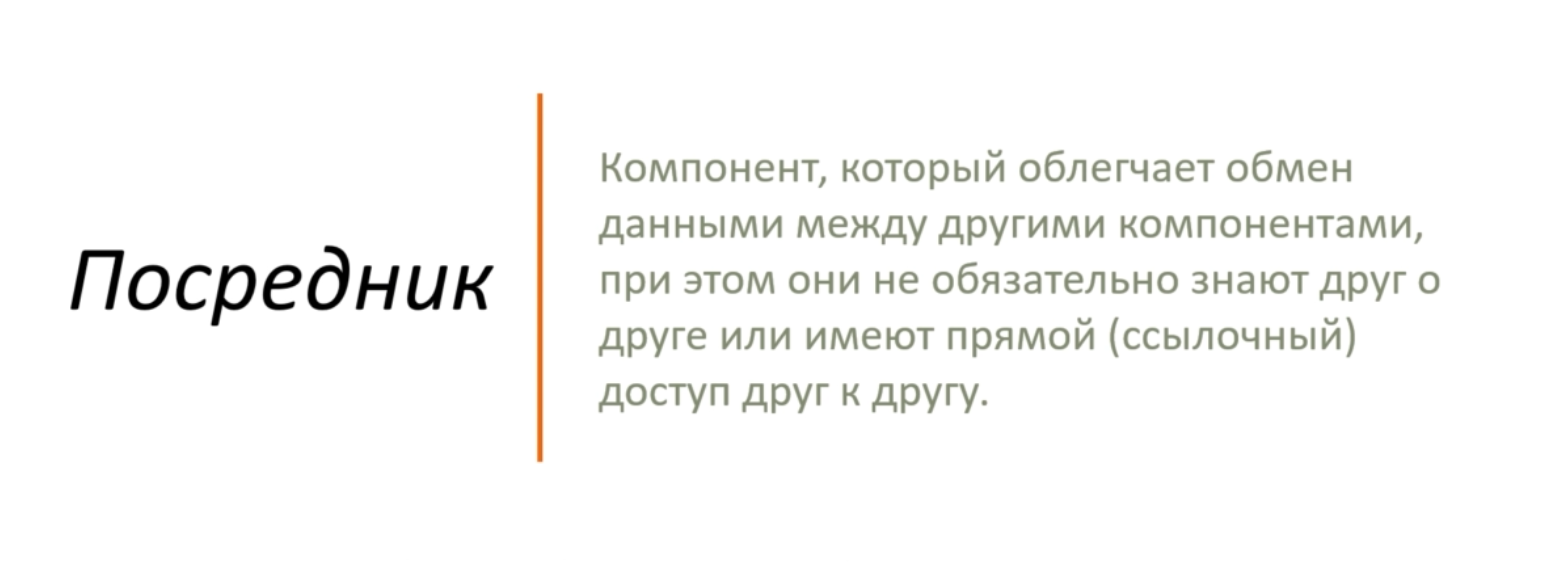 Посредник
Компонент, который облегчает обмен
данными между другими компонентами,
при этом они не обязательно знают друг о
друге или имеют прямой (ссылочный)
доступ друг к другу.